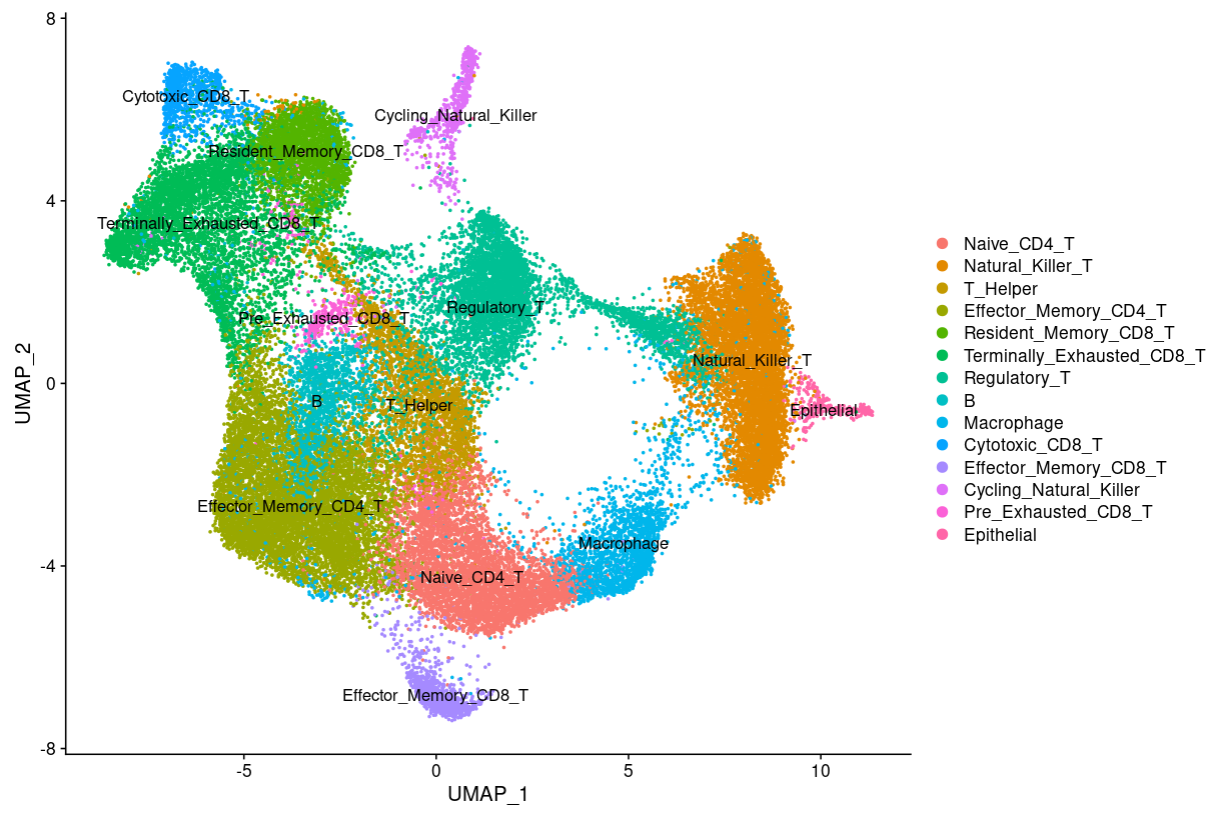 8
4
0
-4
-8
UMAP_2
Cytotoxic_CD8_T
Cycling_Natural_Killer
Resident_Memory_CD8_T
Terminally_Exhausted_CD8_T
Regulatory_T
Pre_Exhausted_CD8_T
Natural_Killer_T
B
T_Helper
Epithelial
Effector_Memory_CD4_T
Macrophage
Naive_CD4_T
Effector_Memory_CD8_T
-5
0
5
10
UMAP_1
Naive_CD4_T
Natural_Killer_T
T_Helper
Effector_Memory_CD4_T
Resident_Memory_CD8_T
Terminally_Exhausted_CD8_T
Regulatory_T
B
Macrophage
Cytotoxic_CD8_T
Effector_Memory_CD8_T
Cycling_Natural_Killer
Pre_Exhausted_CD8_T
Epithelial